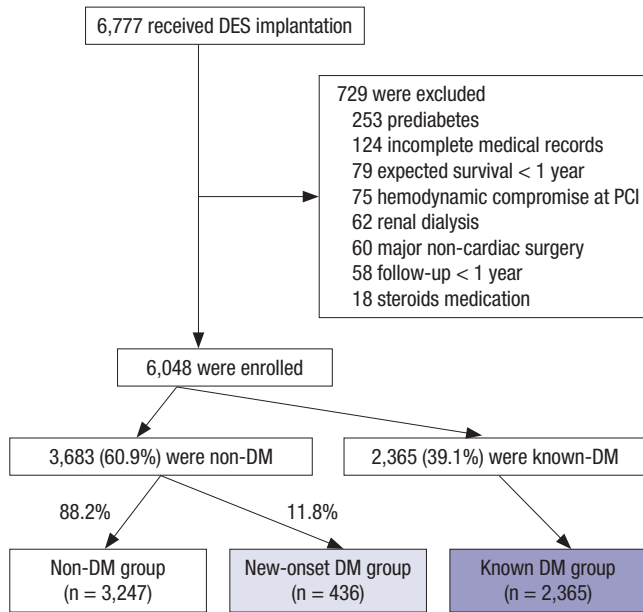 6,777 received DES implantation
729 were excluded
253 prediabetes
124 incomplete medical records
79 expected survival < 1 year
75 hemodynamic compromise at PCI
62 renal dialysis
60 major non-cardiac surgery
58 follow-up < 1 year
18 steroids medication
6,048 were enrolled
3,683 (60.9%) were non-DM
2,365 (39.1%) were known-DM
88.2%
11.8%
Non-DM group
(n = 3,247)
New-onset DM group
(n = 436)
Known DM group
(n = 2,365)